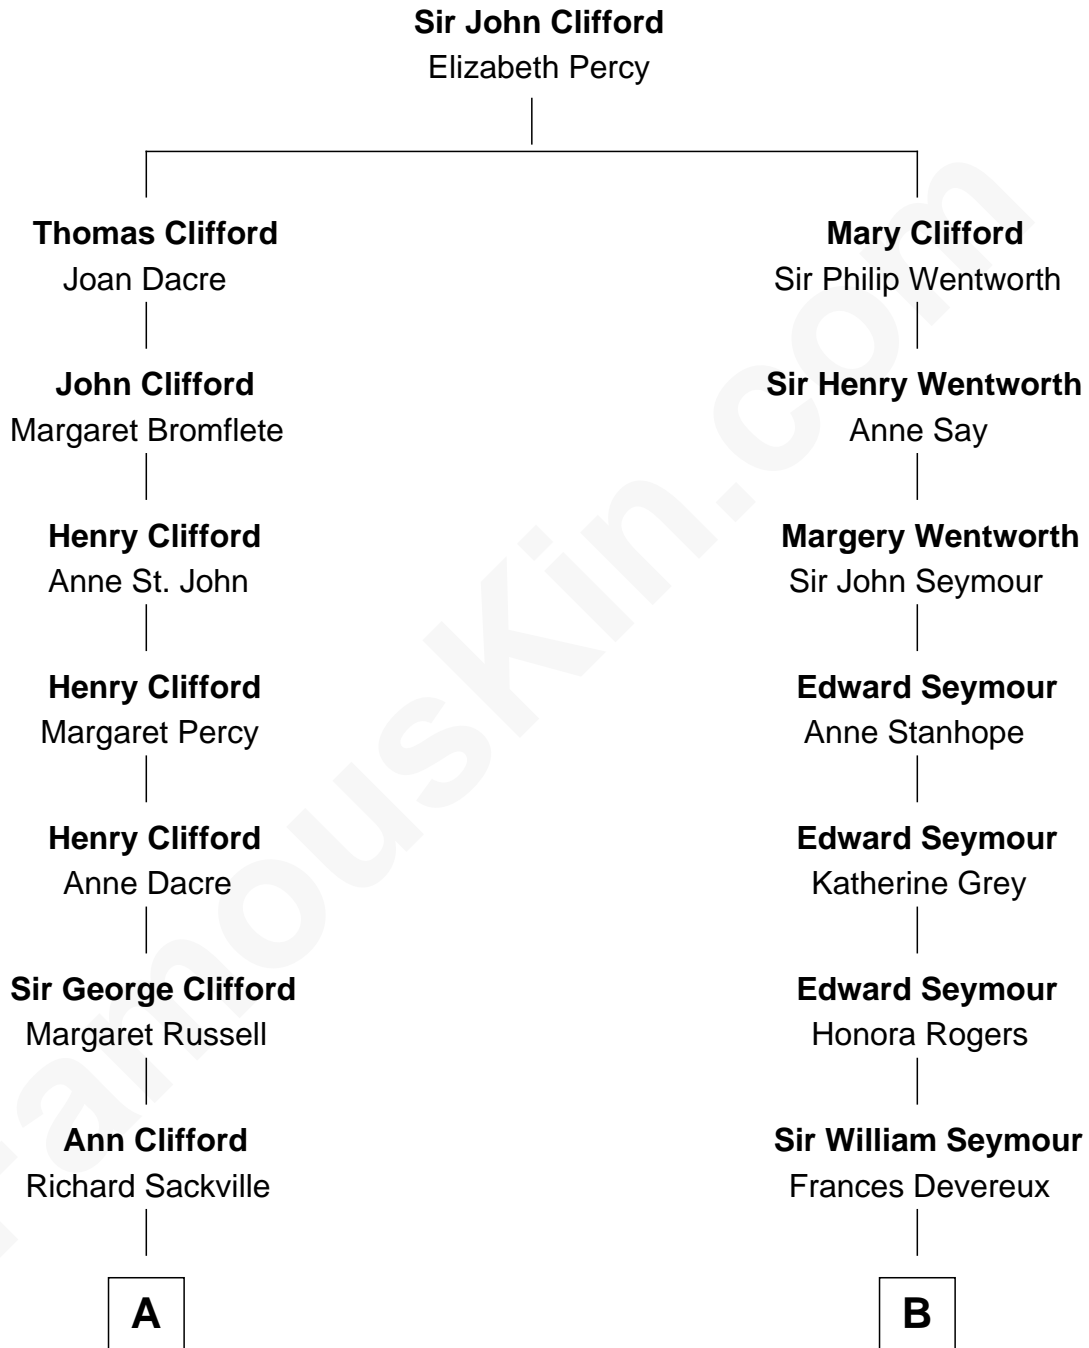 Sir John Clifford
Elizabeth Percy
Thomas Clifford
Joan Dacre
John Clifford
Margaret Bromflete
Henry Clifford
Anne St. John
Henry Clifford
Margaret Percy
Henry Clifford
Anne Dacre
Sir George Clifford
Margaret Russell
Ann Clifford
Richard Sackville
A
Mary Clifford
Sir Philip Wentworth
Sir Henry Wentworth
Anne Say
Margery Wentworth
Sir John Seymour
Edward Seymour
Anne Stanhope
Edward Seymour
Katherine Grey
Edward Seymour
Honora Rogers
Sir William Seymour
Frances Devereux
B
FamousKin.com